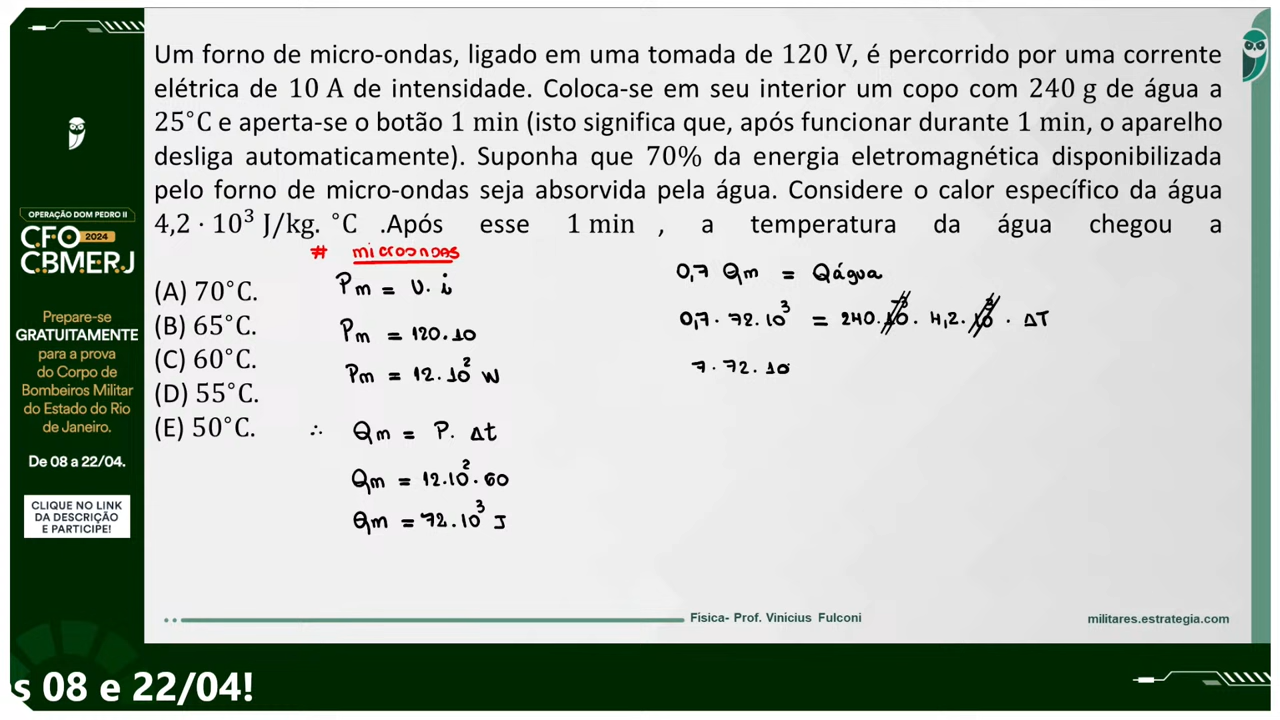 Um forno de micro-ondas, ligado em uma tomada de 120 V, é percorrido por uma corrente
elétrica de 10 A de intensidade. Coloca-se em seu interior um copo com 240 g de água a
25°C e aperta-se o botão 1 min (isto significa que, após funcionar durante 1 min, o aparelho
desliga automaticamente). Suponha que 70% da energia eletromagnética disponibilizada
pelo forno de micro-ondas seja absorvida pela água. Considere o calor específico da água
4,2 · 10³ J/kg. °C .Após esse 1 min , a temperatura da água chegou a
(A) 70°C.
(B) 65°C.
(C) 60°C.
(D) 55°C.
(E) 50°C.
# microondas
Pm = U. i
Pm = 120.10
Pm = 12.10² W
∴ Qm = P. Δt
Qm = 12.10².60
Qm = 72.10³ J
0,7 Qm = Qágua
0,7. 72.10³ = 240.10⁻³. 4,2.10³ . ΔT
7. 72. 10
OPERAÇÃO DOM PEDRO II
CFO 2024
CBMERJ
Prepare-se
GRATUITAMENTE
para a prova
do Corpo de
Bombeiros Militar
do Estado do Rio
de Janeiro.
De 08 a 22/04.
CLIQUE NO LINK
DA DESCRIÇÃO
E PARTICIPE!
Física- Prof. Vinícius Fulconi
militares.estrategia.com
s 08 e 22/04!